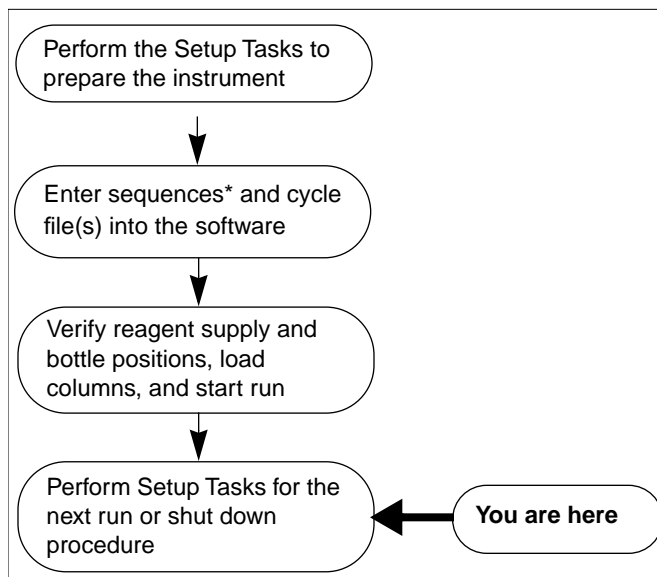 Perform the Setup Tasks to
prepare the instrument
Enter sequences* and cycle
file(s) into the software
Verify reagent supply and
bottle positions, load
columns, and start run
Perform Setup Tasks for the
next run or shut down
procedure
You are here